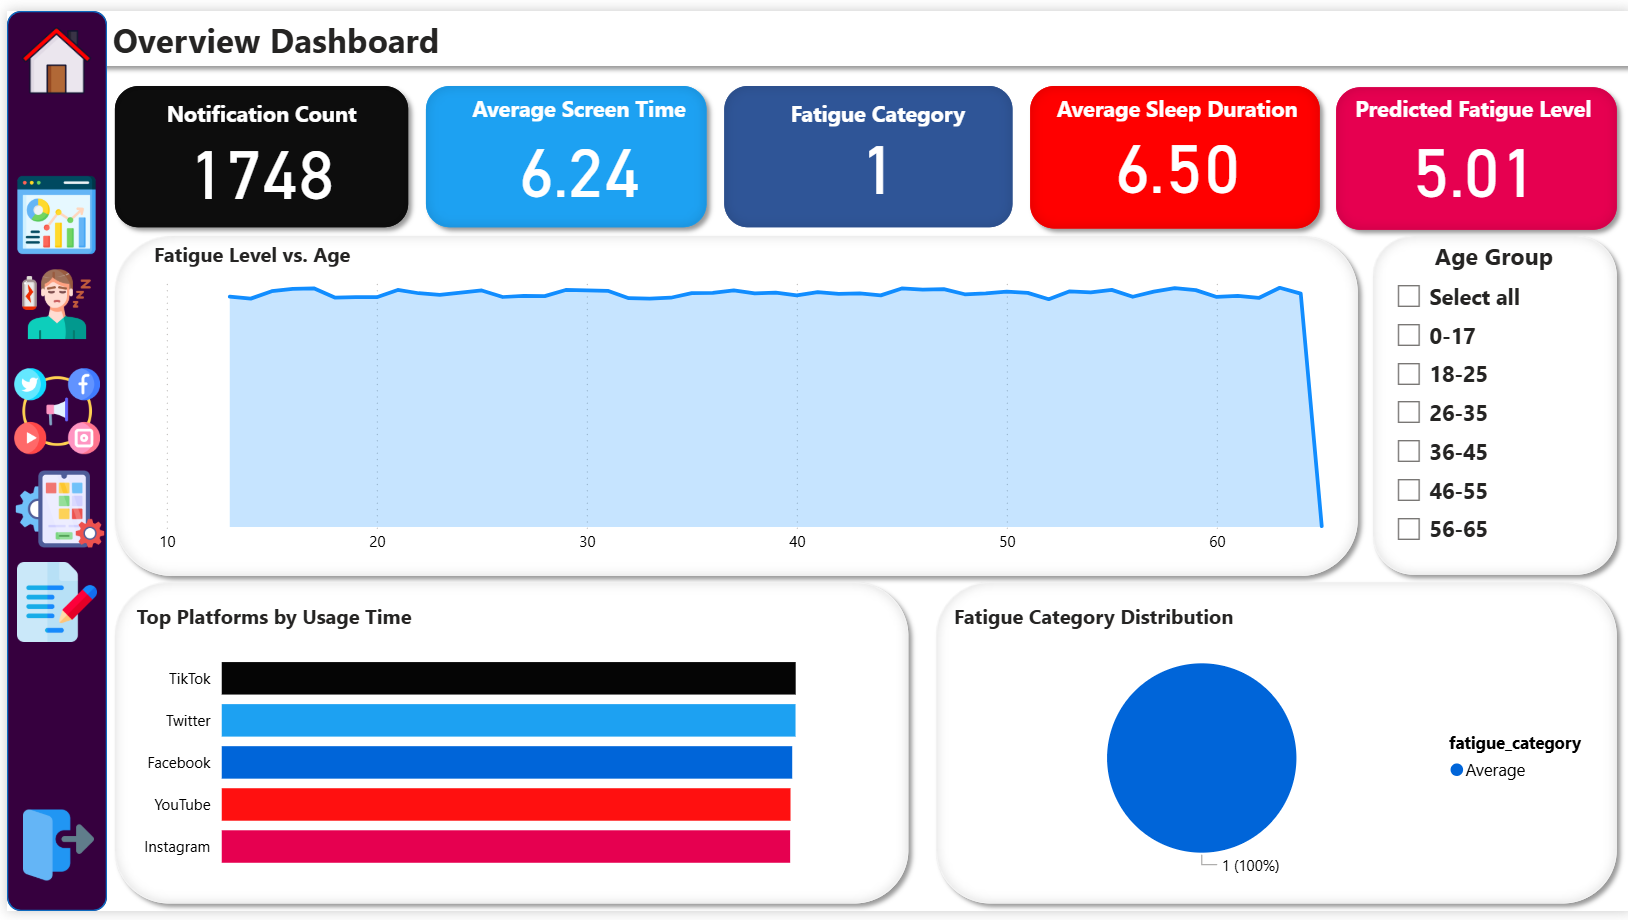 Overview Dashboard
Notification Count
1748
Average Screen Time
6.24
Fatigue Category
1
Average Sleep Duration
6.50
Predicted Fatigue Level
5.01
Fatigue Level vs. Age
10 20 30 40 50 60
Age Group
Select all
0-17
18-25
26-35
36-45
46-55
56-65
Top Platforms by Usage Time
TikTok
Twitter
Facebook
YouTube
Instagram
Fatigue Category Distribution
1 (100%)
fatigue_category
Average